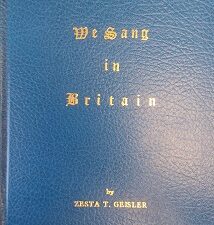 We Sang
in
Britain
by
ZESTA T. GEISLER